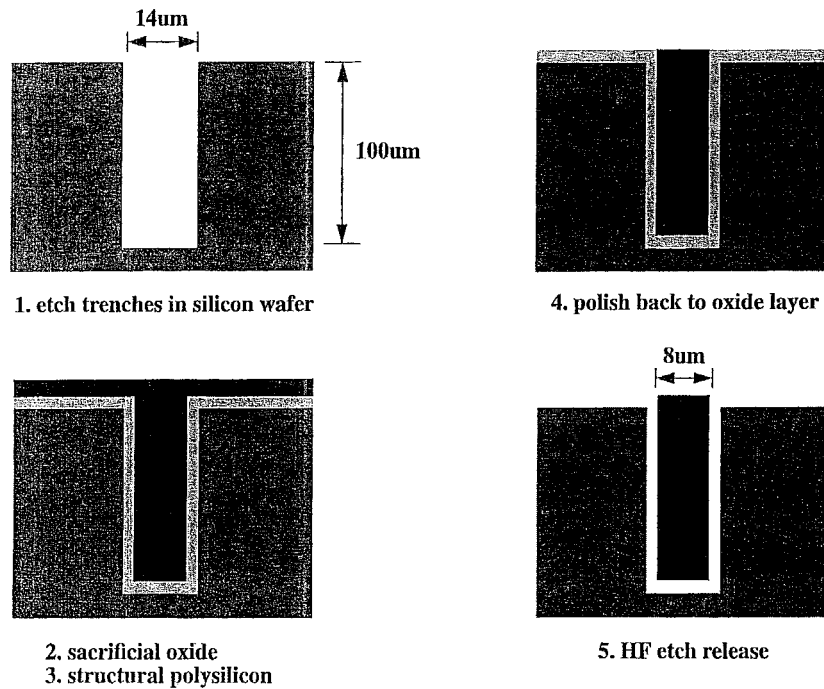 14um
100um
1. etch trenches in silicon wafer
4. polish back to oxide layer
8um
2. sacrificial oxide
3. structural polysilicon
5. HF etch release